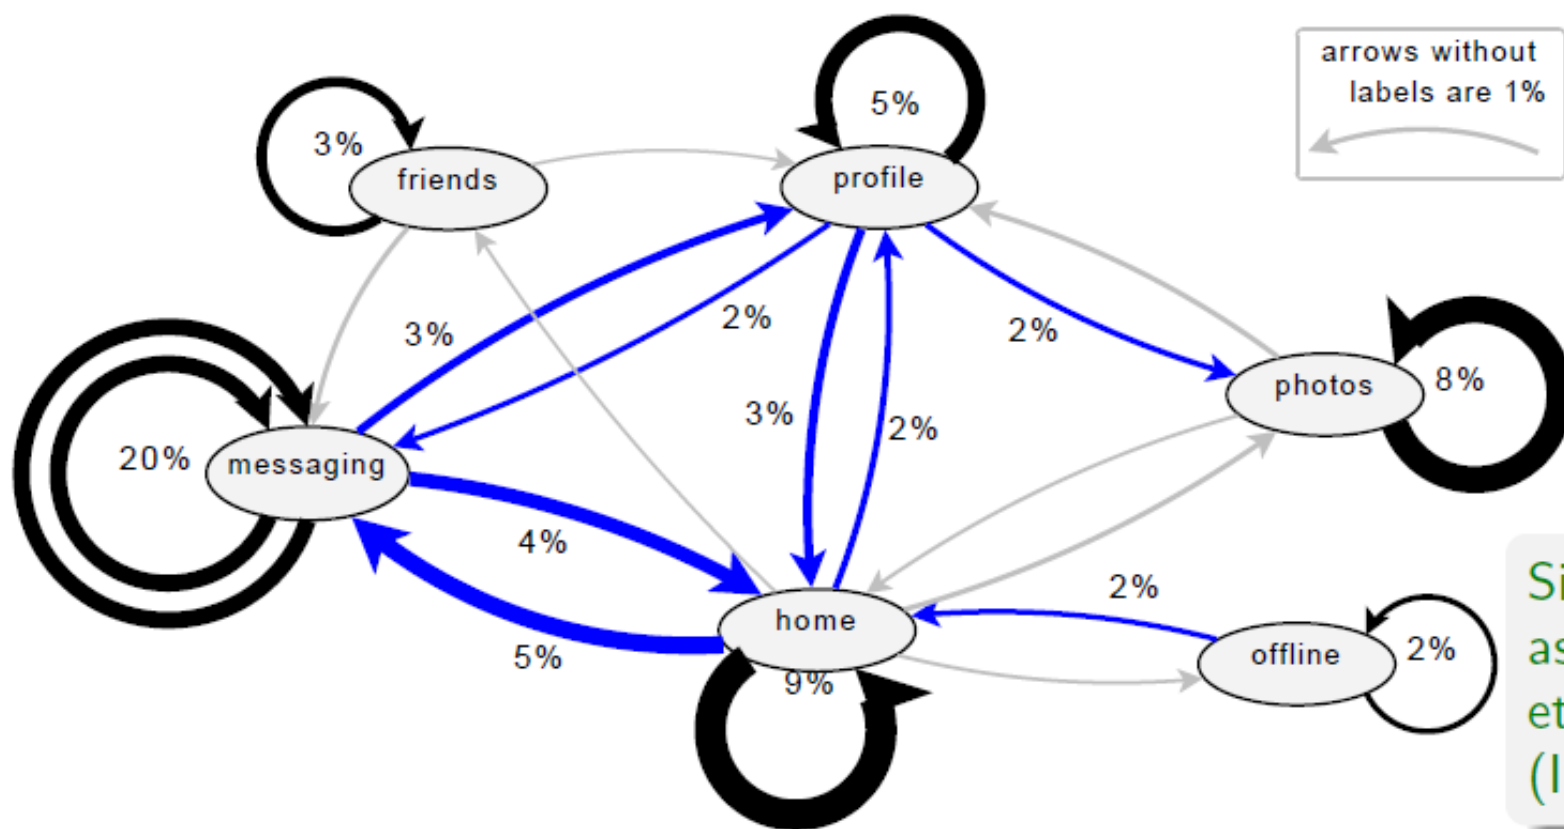 arrows without
labels are 1%
5%
3%
friends
profile
3%
2%
2%
photos
8%
3%
2%
20%
messaging
4%
home
2%
5%
9%
offline
2%